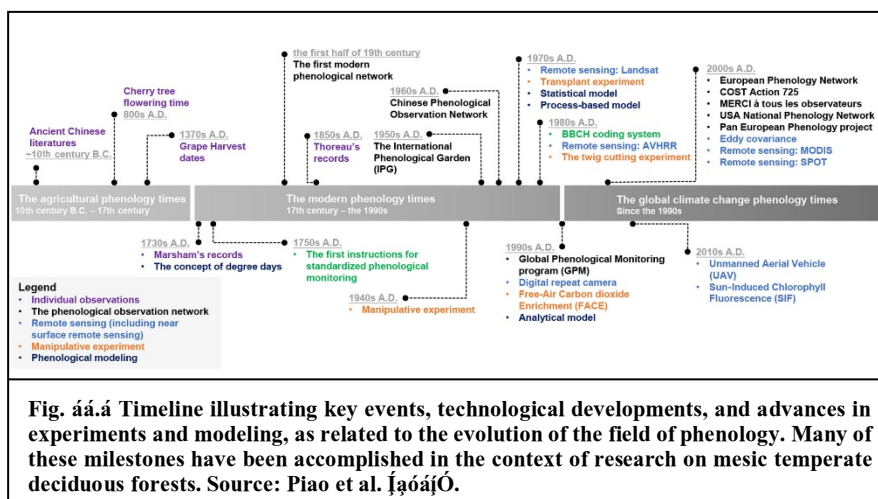 the first half of 19th century
The first modern
phenological network
Cherry tree
flowering time
800s A.D.
Ancient Chinese
literatures
~10th century B.C.
1370s A.D.
Grape Harvest
dates
1850s A.D.
Thoreau's
records
1960s A.D.
Chinese Phenological
Observation Network
1950s A.D.
The International
Phenological Garden
(IPG)
1970s A.D.
• Remote sensing: Landsat
• Transplant experiment
• Statistical model
• Process-based model
1980s A.D.
• BBCH coding system
• Remote sensing: AVHRR
• The twig cutting experiment
2000s A.D.
• European Phenology Network
• COST Action 725
• MERCI à tous les observateurs
• USA National Phenology Network
• Pan European Phenology project
• Eddy covariance
• Remote sensing: MODIS
• Remote sensing: SPOT
The agricultural phenology times
10th century B.C. – 17th century
The modern phenology times
17th century – the 1990s
The global climate change phenology times
Since the 1990s
1730s A.D.
• Marsham's records
• The concept of degree days
1750s A.D.
• The first instructions for
standardized phenological
monitoring
1940s A.D.
• Manipulative experiment
1990s A.D.
• Global Phenological Monitoring
program (GPM)
• Digital repeat camera
• Free-Air Carbon dioxide
Enrichment (FACE)
• Analytical model
2010s A.D.
• Unmanned Aerial Vehicle
(UAV)
• Sun-Induced Chlorophyll
Fluorescence (SIF)
Legend
• Individual observations
• The phenological observation network
• Remote sensing (including near
surface remote sensing)
• Manipulative experiment
• Phenological modeling
Fig. áá.á Timeline illustrating key events, technological developments, and advances in
experiments and modeling, as related to the evolution of the field of phenology. Many of
these milestones have been accomplished in the context of research on mesic temperate
deciduous forests. Source: Piao et al.